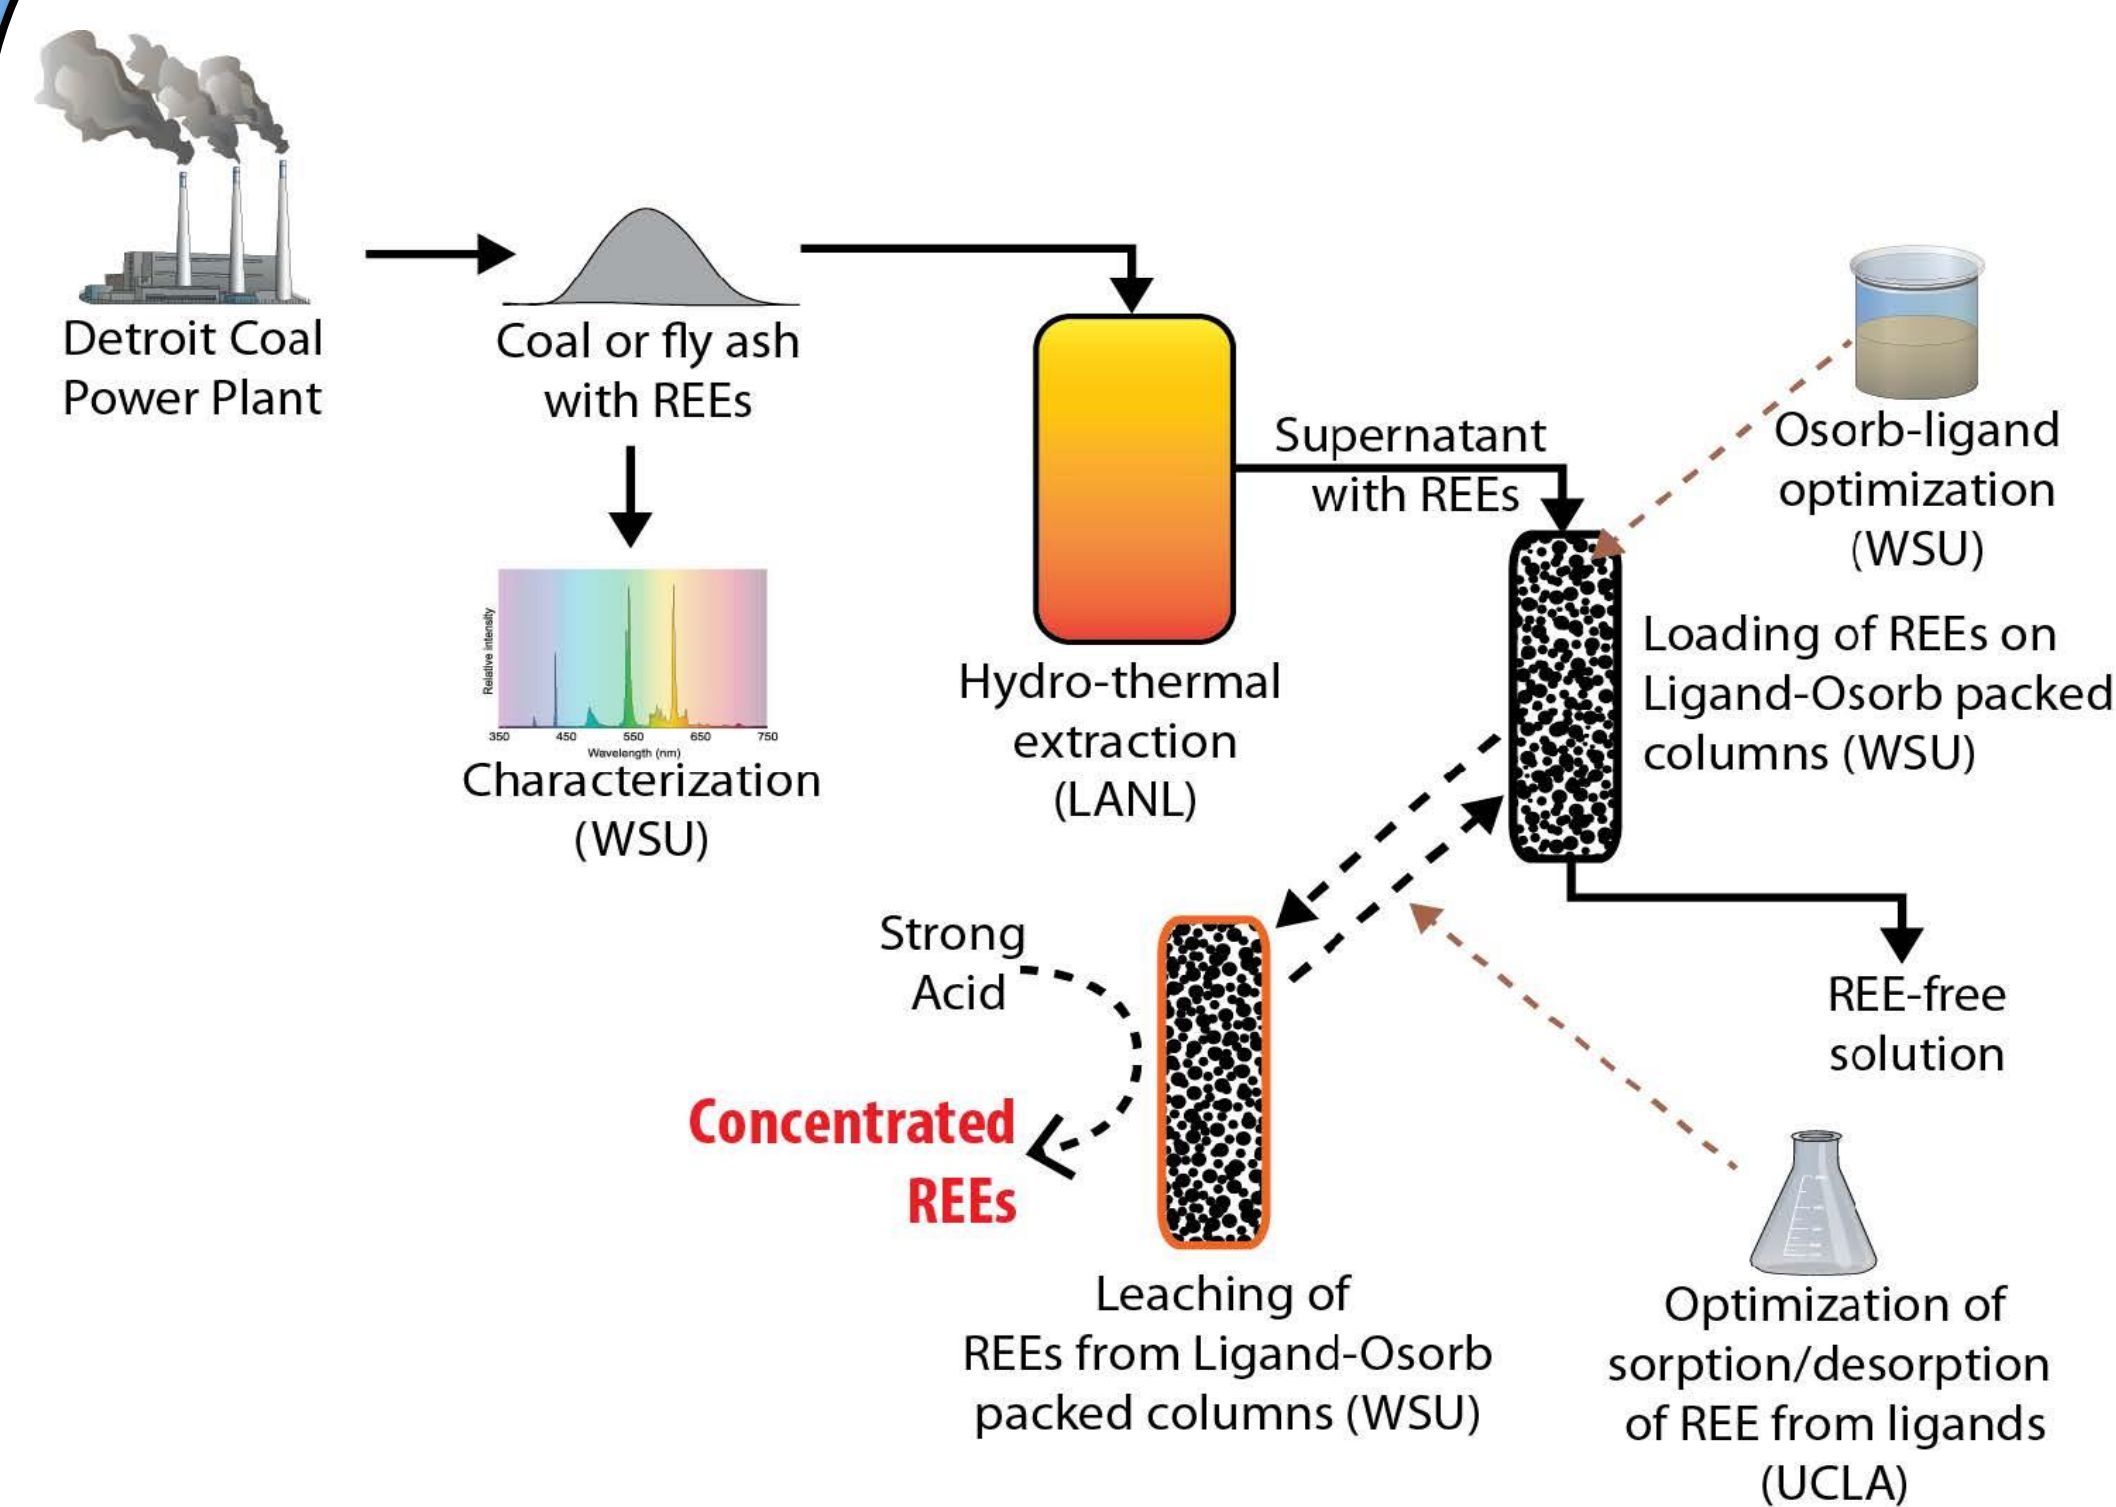 Detroit Coal
Power Plant
Coal or fly ash
with REEs
Relative intensity
350 450 550 650 750
Wavelength (nm)
Characterization
(WSU)
Hydro-thermal
extraction
(LANL)
Supernatant
with REEs
Osorb-ligand
optimization
(WSU)
Loading of REEs on
Ligand-Osorb packed
columns (WSU)
REE-free
solution
Strong
Acid
Concentrated
REEs
Leaching of
REEs from Ligand-Osorb
packed columns (WSU)
Optimization of
sorption/desorption
of REE from ligands
(UCLA)